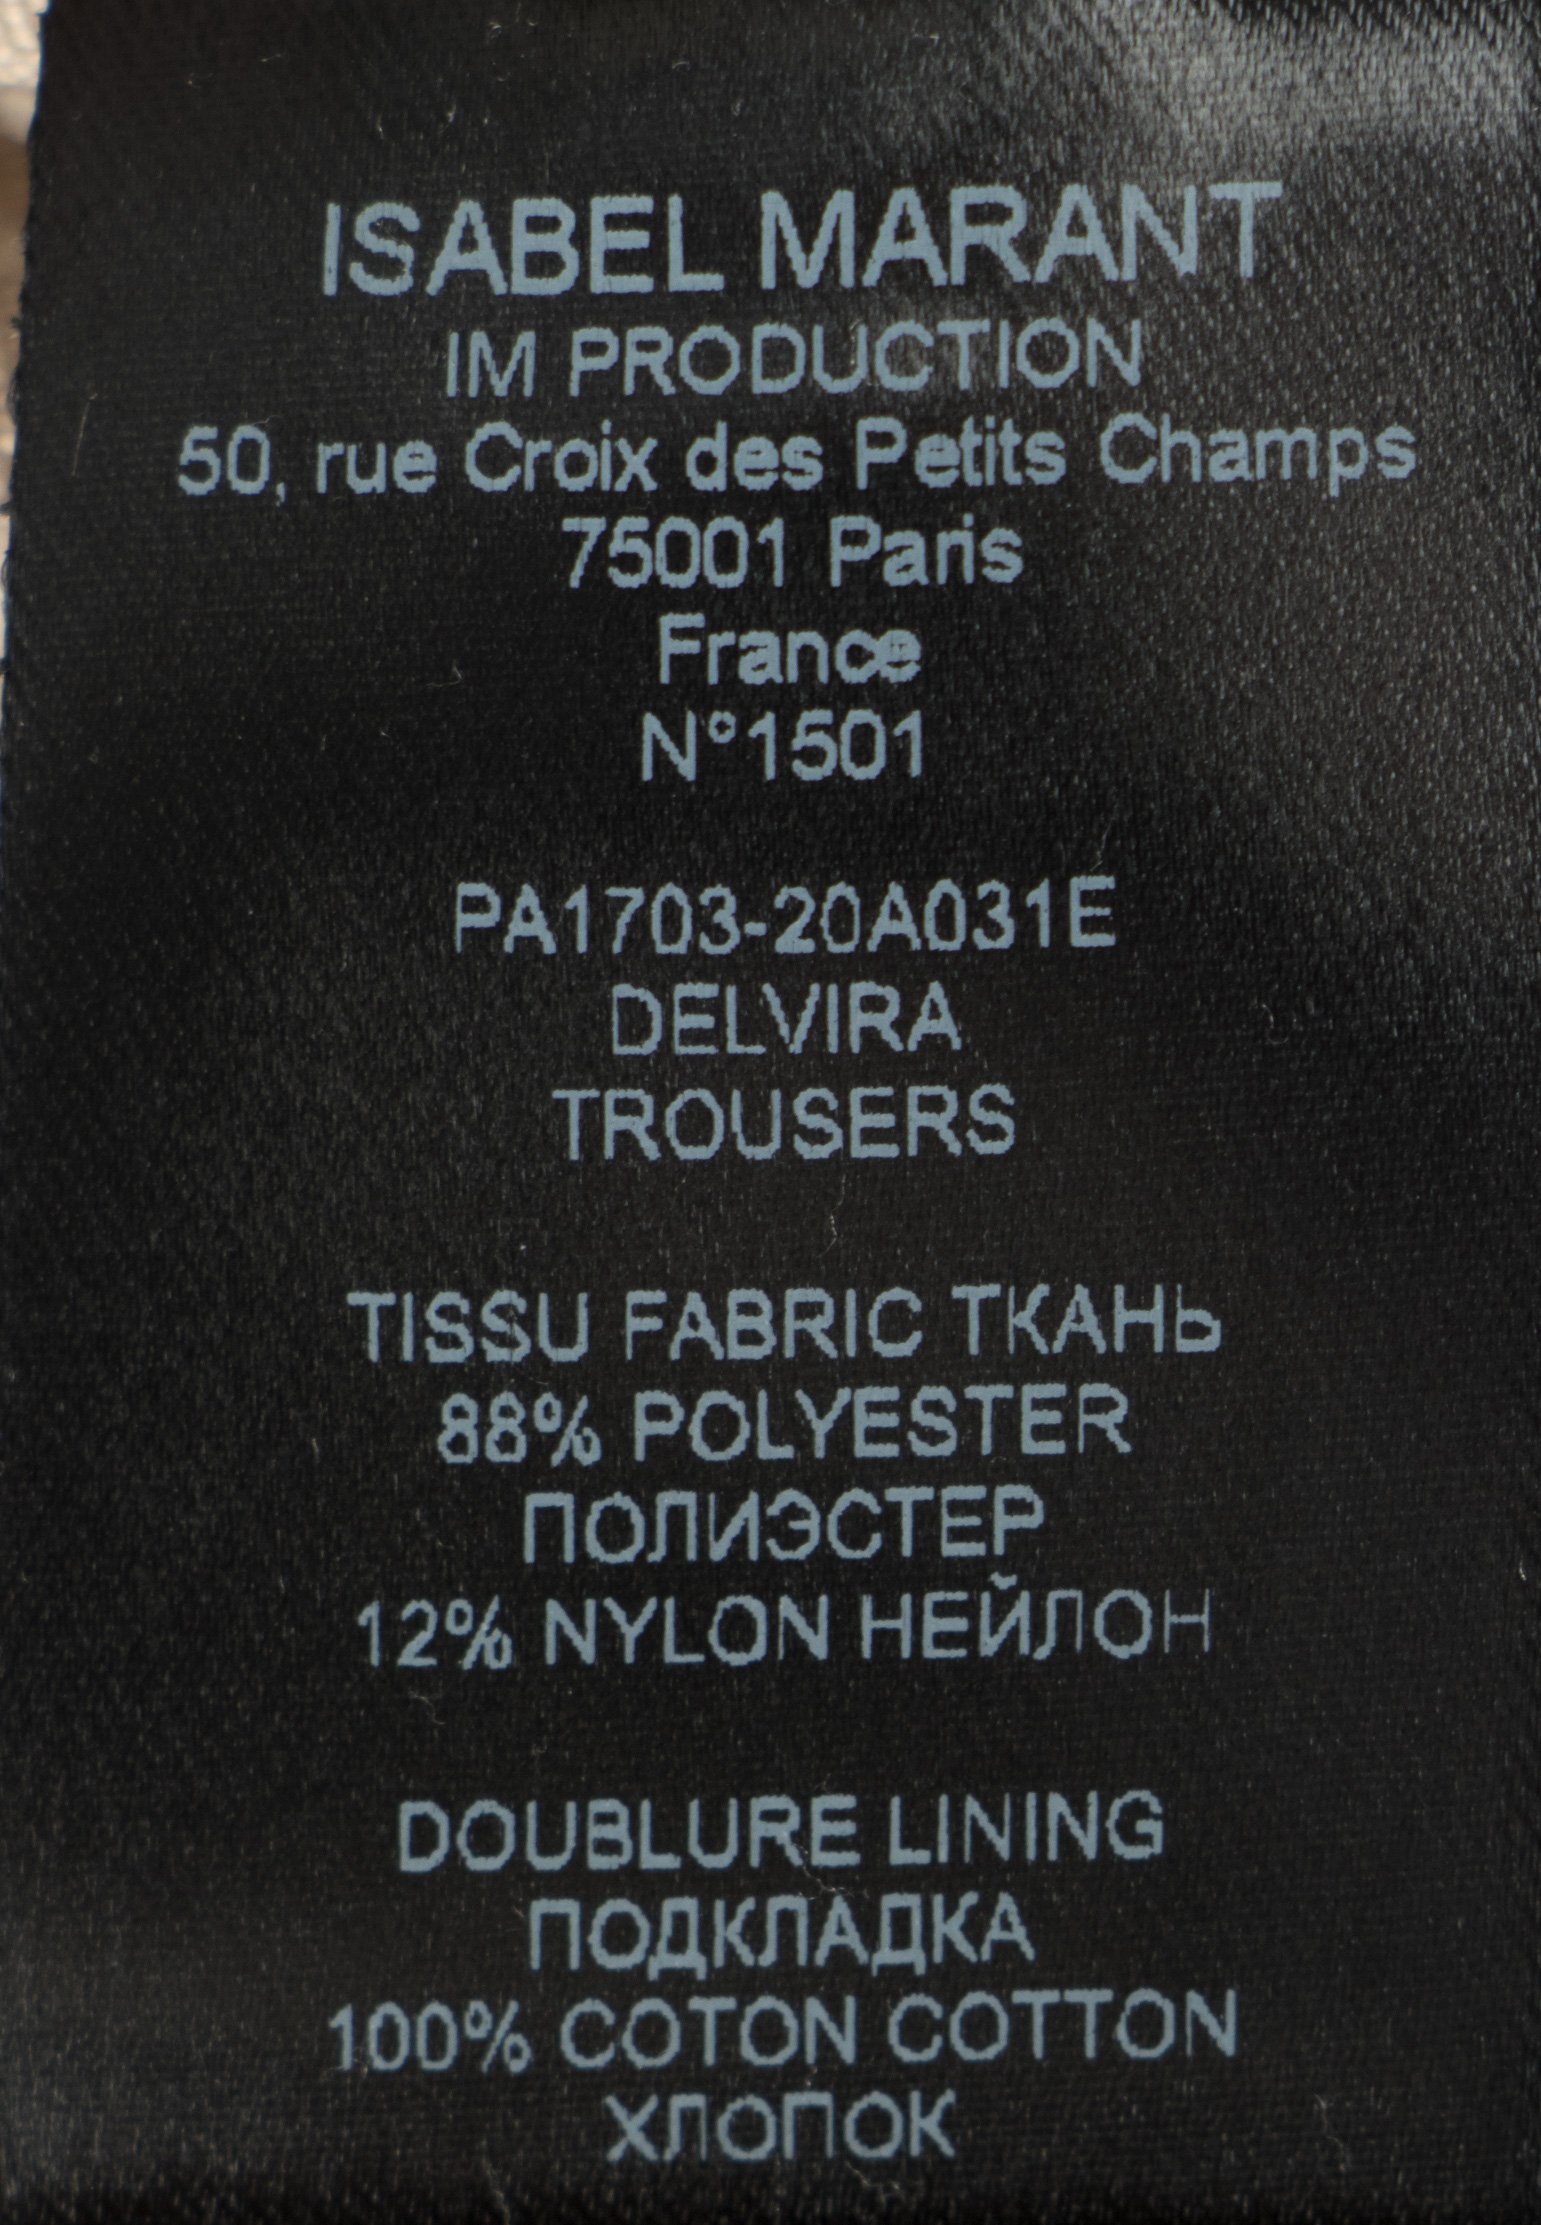 ISABEL MARANT
IM PRODUCTION
50, rue Croix des Petits Champs
75001 Paris
France
N°1501
PA1703-20A031E
DELVIRA
TROUSERS
TISSU FABRIC ТКАНЬ
88% POLYESTER
ПОЛИЭСТЕР
12% NYLON НЕЙЛОН
DOUBLURE LINING
ПОДКЛАДКА
100% COTON COTTON
ХЛОПОК